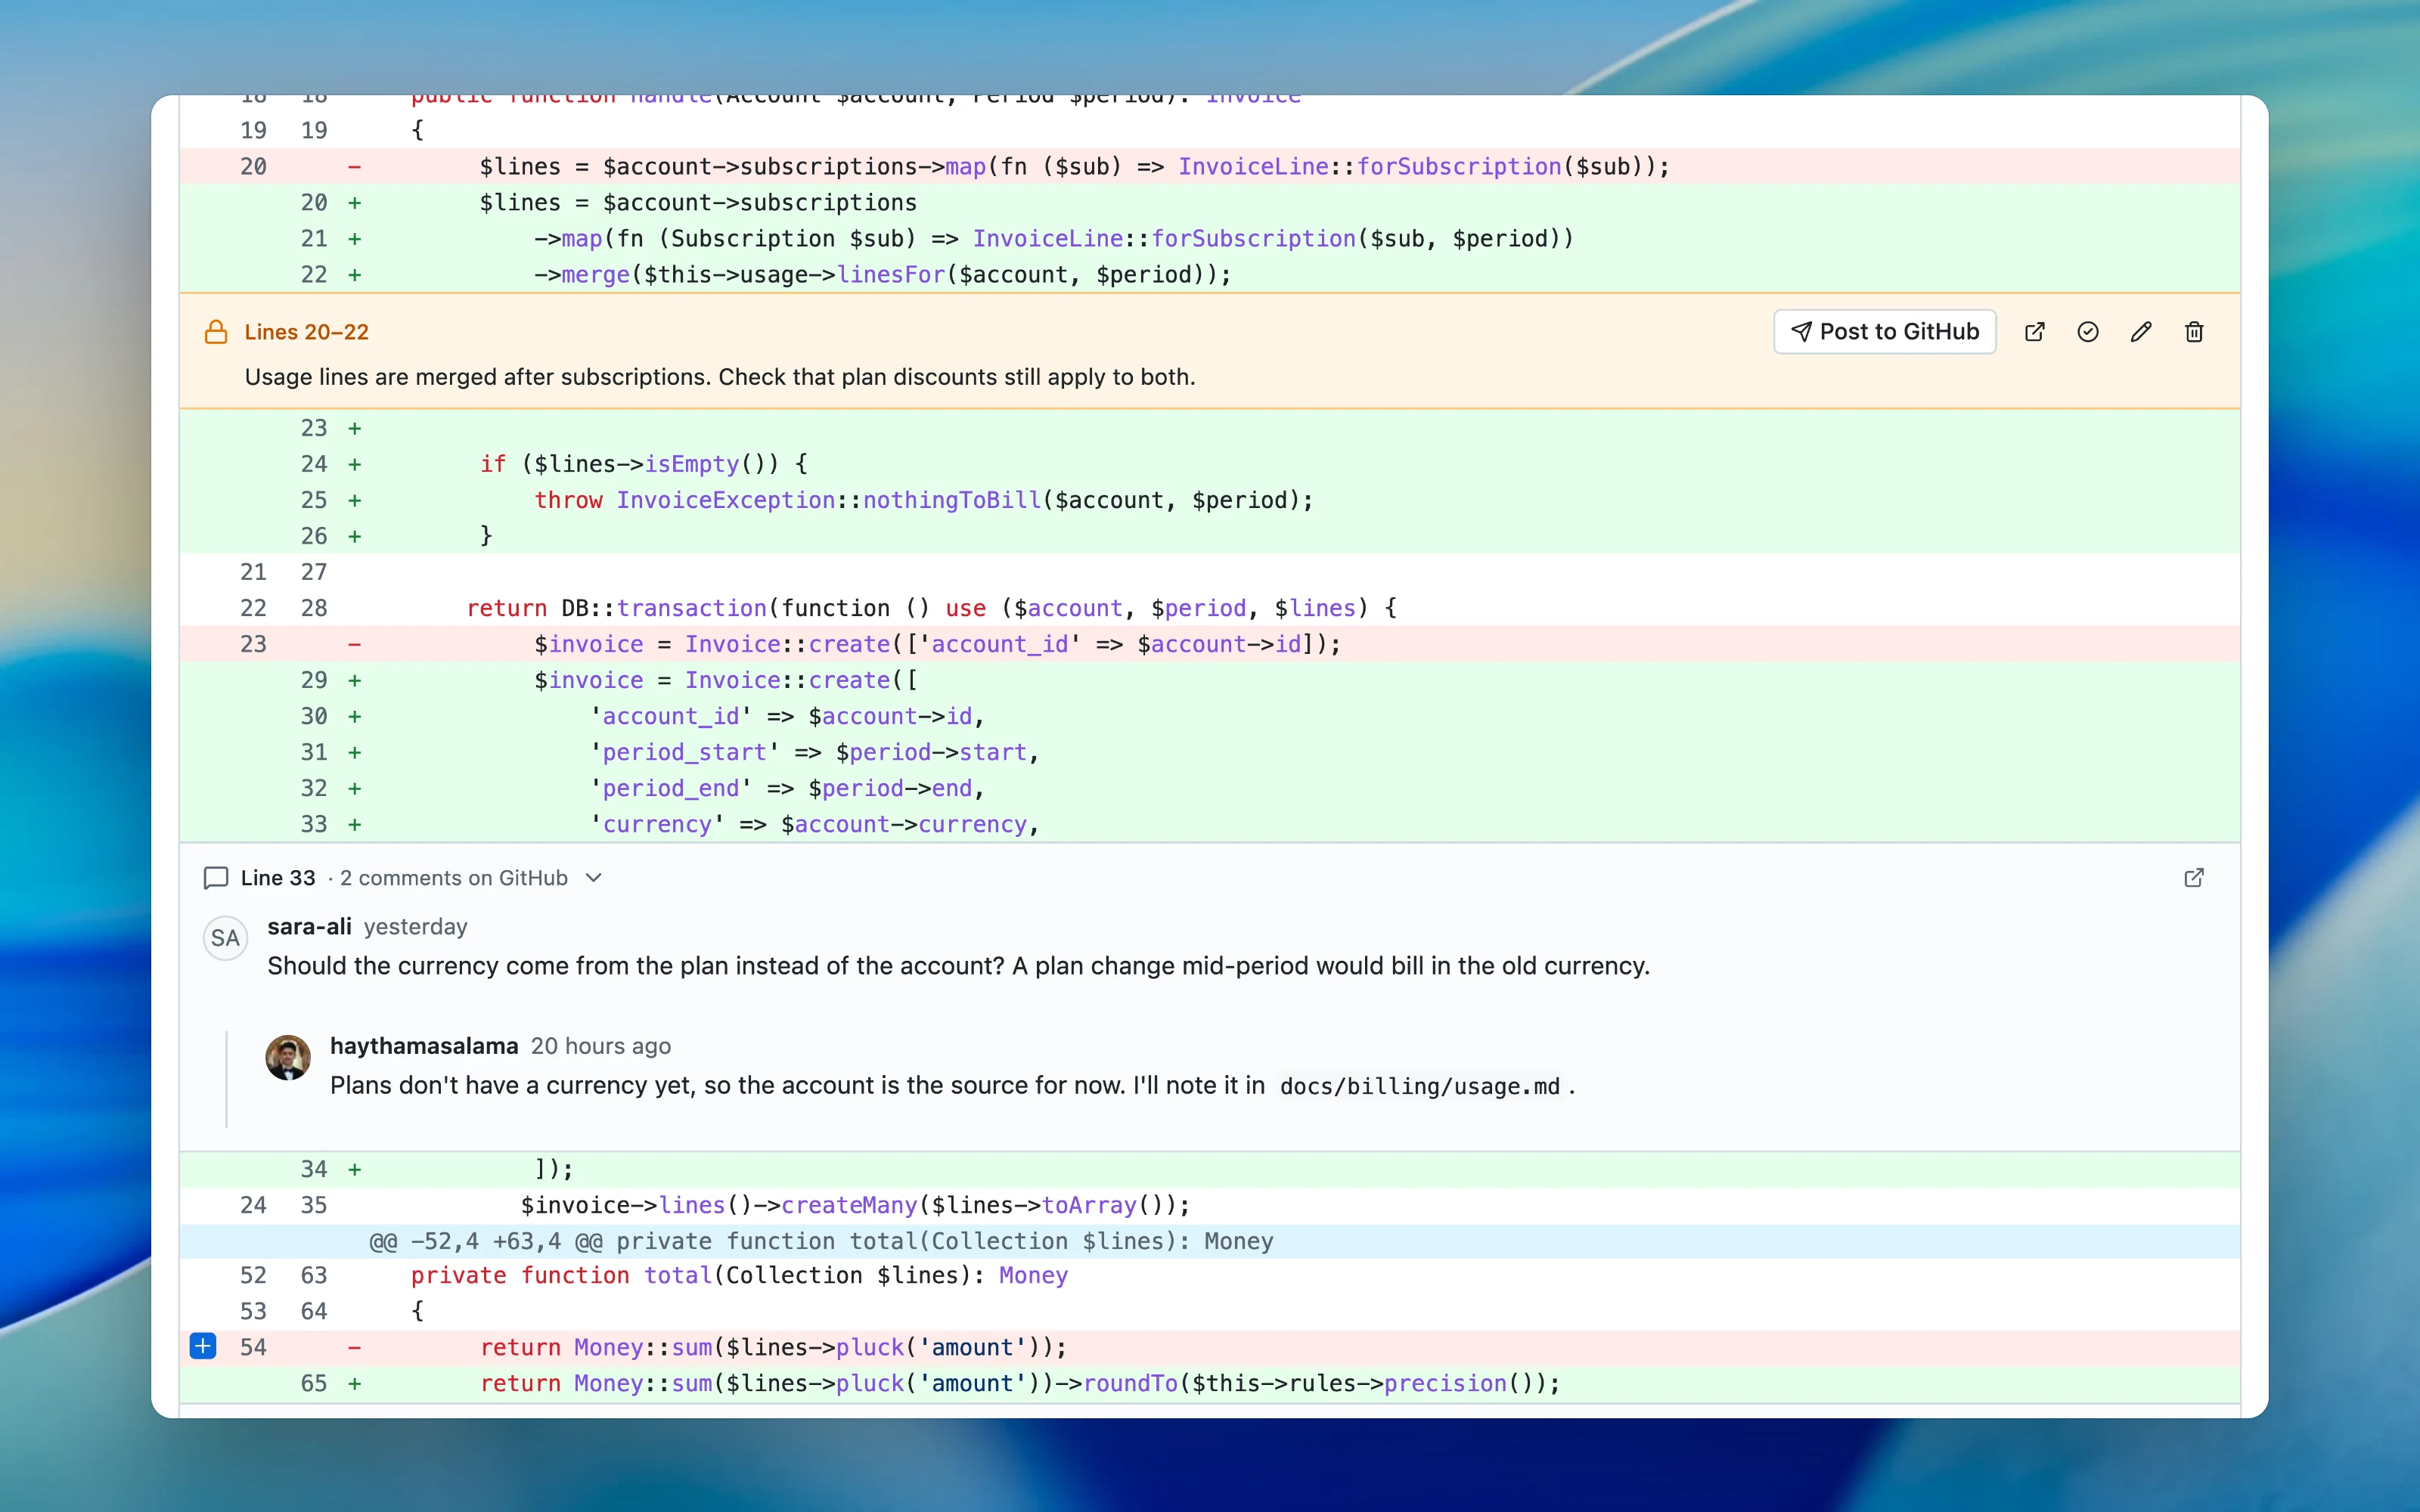 18 18 public function handle(Account $account, Period $period): Invoice
19 19 {
20 − $lines = $account->subscriptions->map(fn ($sub) => InvoiceLine::forSubscription($sub));
20 + $lines = $account->subscriptions
21 + ->map(fn (Subscription $sub) => InvoiceLine::forSubscription($sub, $period))
22 + ->merge($this->usage->linesFor($account, $period));
Lines 20–22 Post to GitHub
Usage lines are merged after subscriptions. Check that plan discounts still apply to both.
23 +
24 + if ($lines->isEmpty()) {
25 + throw InvoiceException::nothingToBill($account, $period);
26 + }
21 27
22 28 return DB::transaction(function () use ($account, $period, $lines) {
23 − $invoice = Invoice::create(['account_id' => $account->id]);
29 + $invoice = Invoice::create([
30 + 'account_id' => $account->id,
31 + 'period_start' => $period->start,
32 + 'period_end' => $period->end,
33 + 'currency' => $account->currency,
Line 33 · 2 comments on GitHub
SA sara-ali yesterday
Should the currency come from the plan instead of the account? A plan change mid-period would bill in the old currency.
haythamasalama 20 hours ago
Plans don't have a currency yet, so the account is the source for now. I'll note it in docs/billing/usage.md.
34 + ]);
24 35 $invoice->lines()->createMany($lines->toArray());
@@ −52,4 +63,4 @@ private function total(Collection $lines): Money
52 63 private function total(Collection $lines): Money
53 64 {
54 − return Money::sum($lines->pluck('amount'));
65 + return Money::sum($lines->pluck('amount'))->roundTo($this->rules->precision());